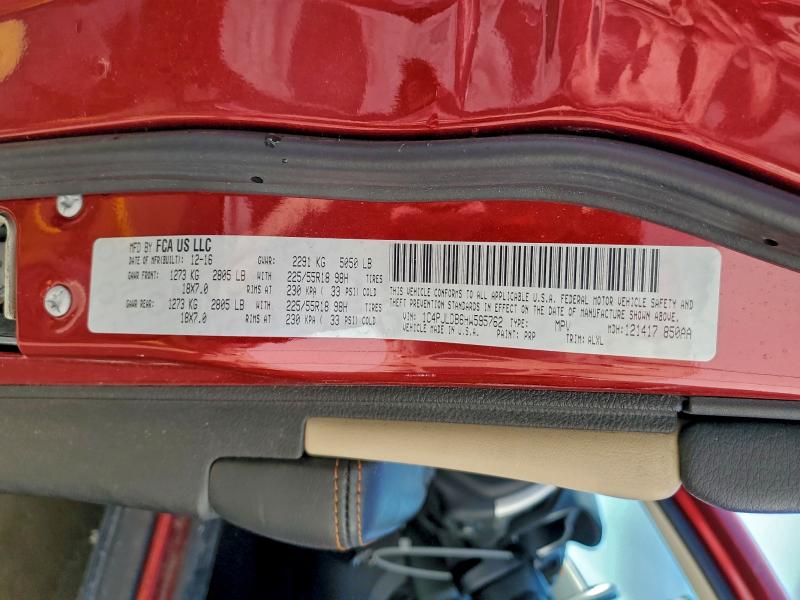 MFD BY FCA US LLC
DATE OF MFR(BUILT): 12-16 GVWR: 2291 KG 5050 LB
GAWR FRONT: 1273 KG 2805 LB WITH 225/55R18 98H TIRES
18X7.0 RIMS AT 230 KPA ( 33 PSI) COLD
GAWR REAR: 1273 KG 2805 LB WITH 225/55R18 98H TIRES
18X7.0 RIMS AT 230 KPA ( 33 PSI) COLD
THIS VEHICLE CONFORMS TO ALL APPLICABLE U.S.A. FEDERAL MOTOR VEHICLE SAFETY AND
THEFT PREVENTION STANDARDS IN EFFECT ON THE DATE OF MANUFACTURE SHOWN ABOVE.
VIN: TYPE: MPV MDH: 121417 850AA
MADE IN U.S.A. PAINT: PRP TRIM: ALXL